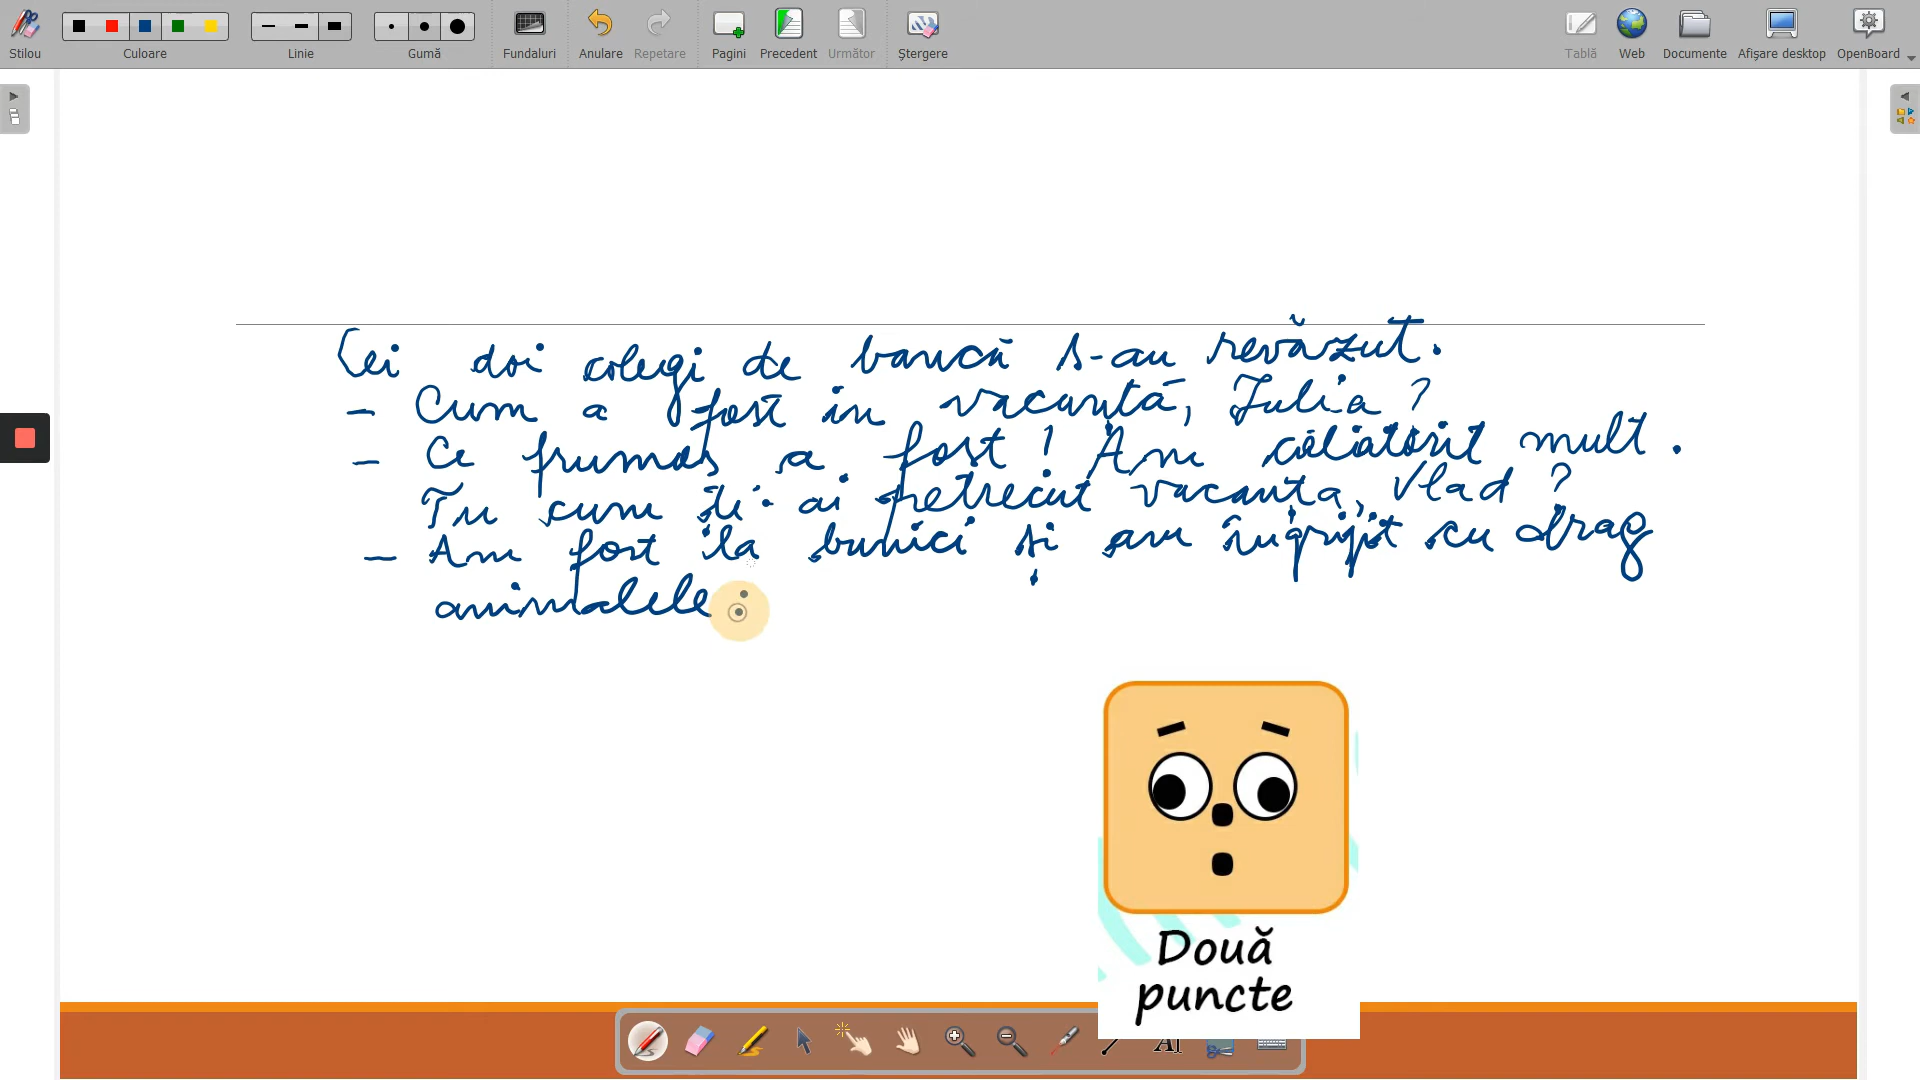 Stilou
Culoare
Linie
Gumă
Fundaluri
Anulare
Repetare
Pagini
Precedent
Următor
Ștergere
Tablă
Web
Documente
Afișare desktop
OpenBoard
Cei doi colegi de bancă s-au revăzut.
- Cum a fost în vacanță, Iulia?
- Ce frumos a fost! Am călătorit mult.
Tu cum ți-ai petrecut vacanța, Vlad?
- Am fost la bunici și am îngrijit cu drag
animalele:
Două
puncte
AI